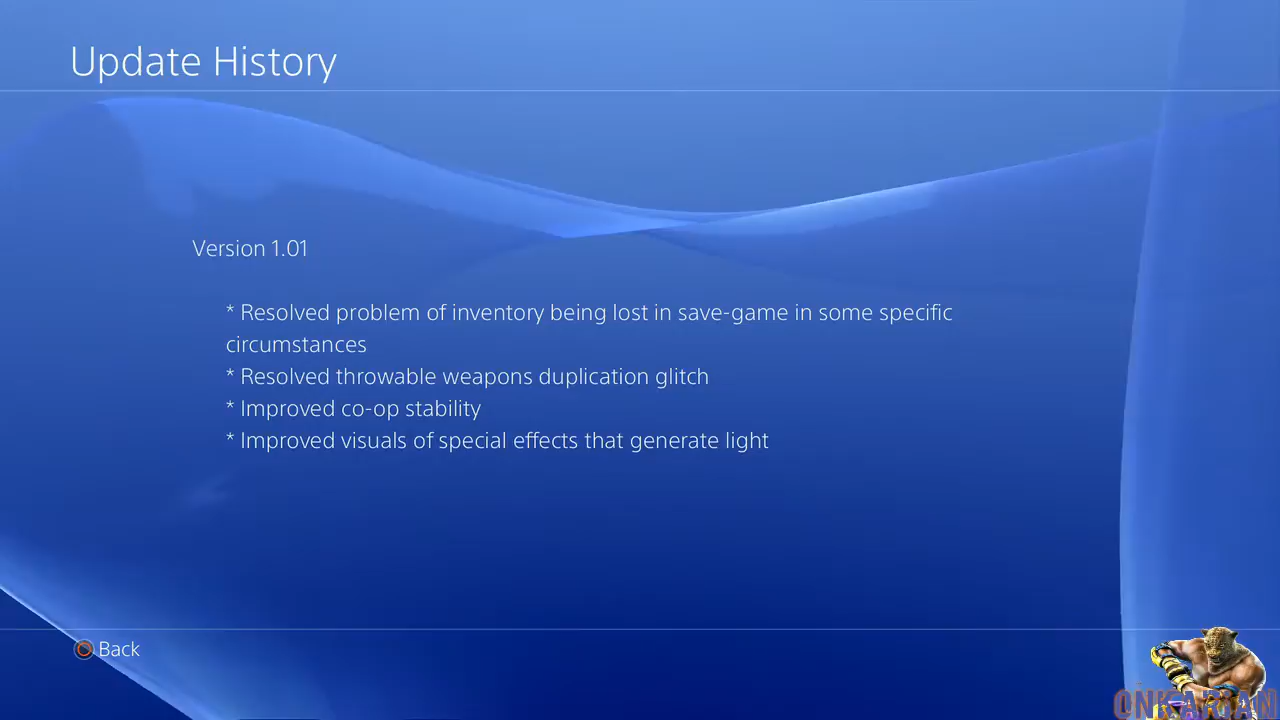 Update History
Version 1.01
* Resolved problem of inventory being lost in save-game in some specific
circumstances
* Resolved throwable weapons duplication glitch
* Improved co-op stability
* Improved visuals of special effects that generate light
Back